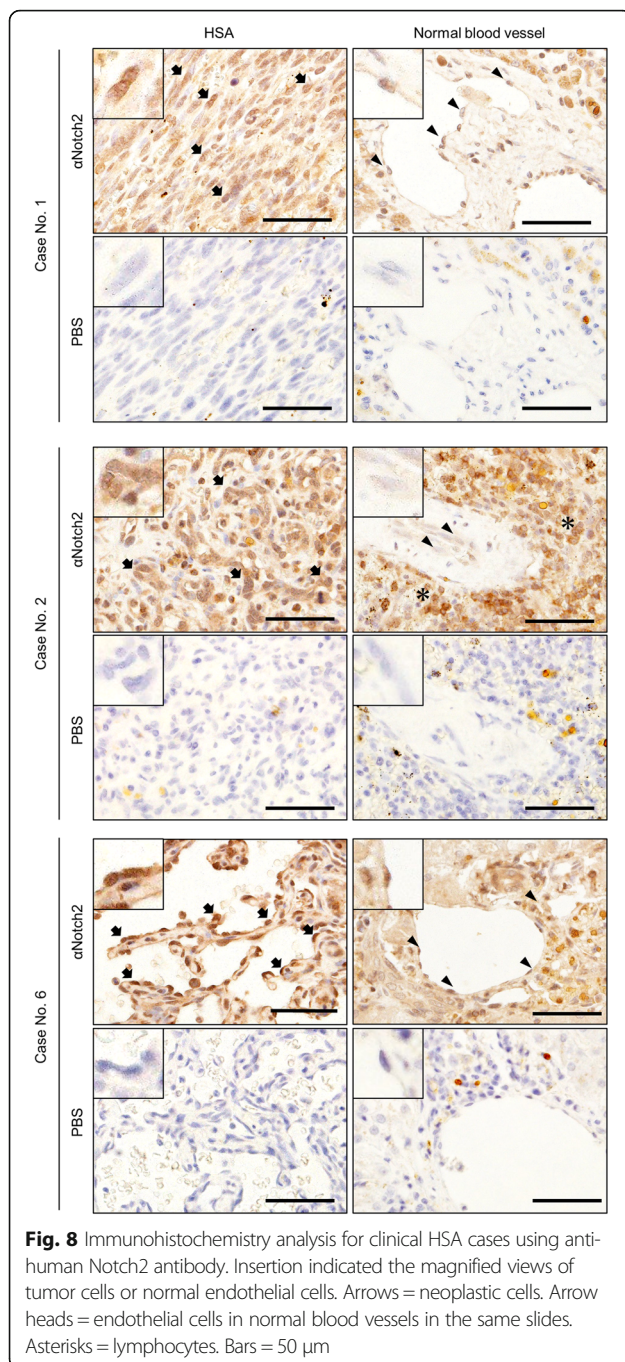 HSA Normal blood vessel
Case No. 1
αNotch2
PBS
Case No. 2
αNotch2
*
*
PBS
Case No. 6
αNotch2
PBS
Fig. 8 Immunohistochemistry analysis for clinical HSA cases using anti-
human Notch2 antibody. Insertion indicated the magnified views of
tumor cells or normal endothelial cells. Arrows = neoplastic cells. Arrow
heads = endothelial cells in normal blood vessels in the same slides.
Asterisks = lymphocytes. Bars = 50 μm